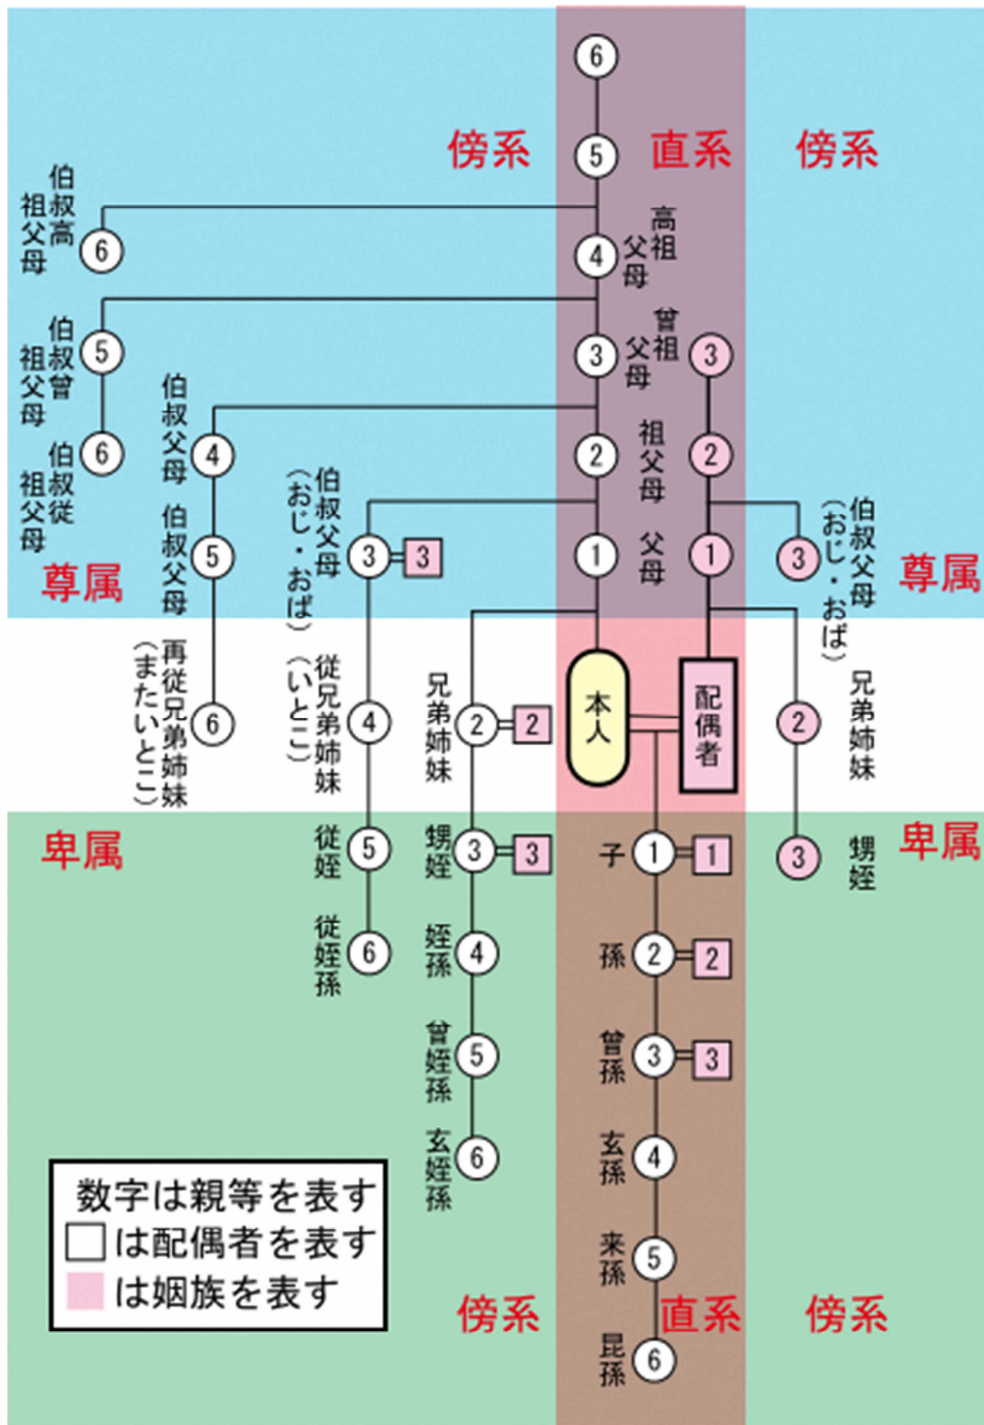 6
5
傍系
直系
傍系
伯叔高
祖父母
6
4
高祖
父母
伯叔曾
祖父母
5
3
曾祖
父母
3
伯叔従
祖父母
6
伯叔父母
4
2
祖父母
2
伯叔父母
5
伯叔父母
(おじ・おば)
3
3
1
父母
1
3
伯叔父母
(おじ・おば)
尊属
尊属
再従兄弟姉妹
(またいとこ)
6
従兄弟姉妹
(いとこ)
4
兄弟姉妹
2
2
本人
配偶者
2
兄弟姉妹
卑属
卑属
従姪
5
甥姪
3
3
子
1
1
3
甥姪
従姪孫
6
姪孫
4
孫
2
2
曾姪孫
5
曾孫
3
3
玄姪孫
6
玄孫
4
来孫
5
昆孫
6
数字は親等を表す
は配偶者を表す
は姻族を表す
傍系
直系
傍系